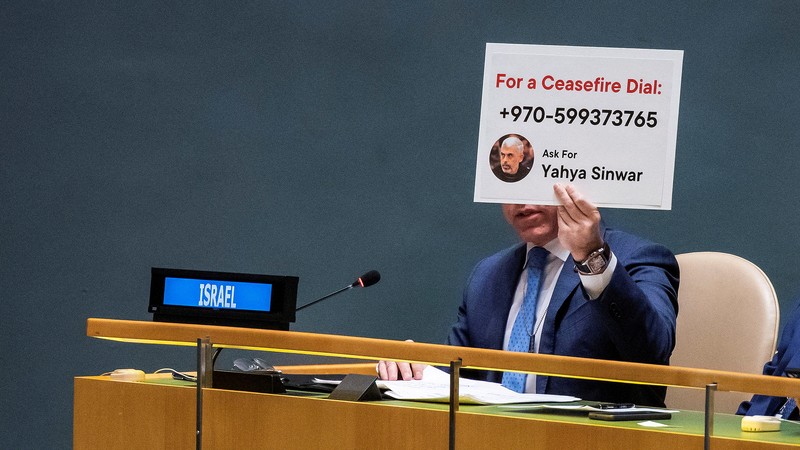 For a Ceasefire Dial:
+970-599373765
Ask For
Yahya Sinwar
ISRAEL